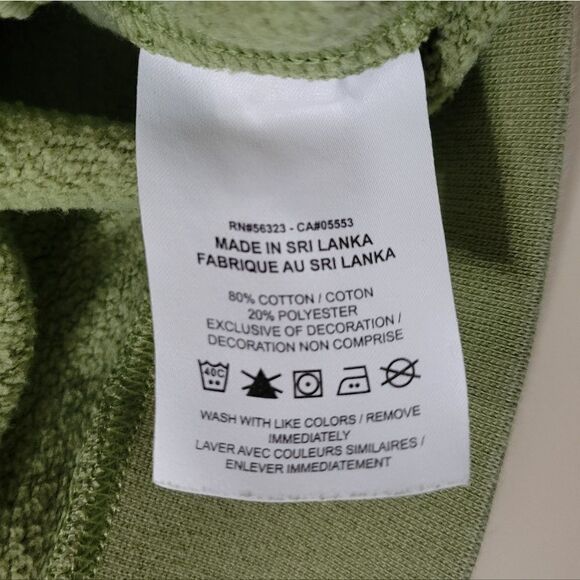 RN#56323 - CA#05553
MADE IN SRI LANKA
FABRIQUE AU SRI LANKA
80% COTTON / COTON
20% POLYESTER
EXCLUSIVE OF DECORATION /
DECORATION NON COMPRISE
40C
WASH WITH LIKE COLORS / REMOVE
IMMEDIATELY
LAVER AVEC COULEURS SIMILAIRES /
ENLEVER IMMEDIATEMENT